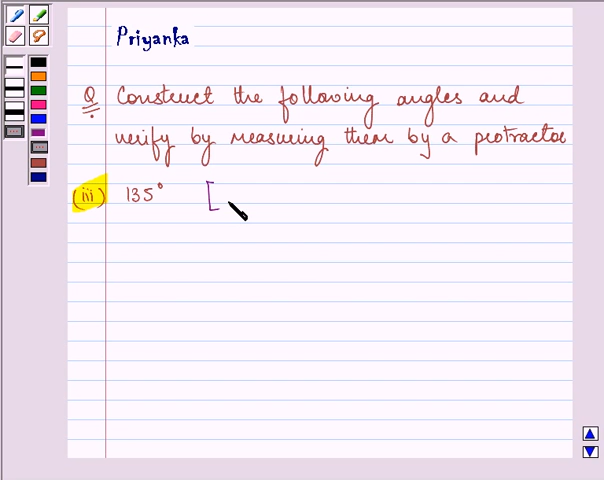 Priyanka
Q Construct the following angles and
verify by measuring them by a protractor
(iii) 135° [